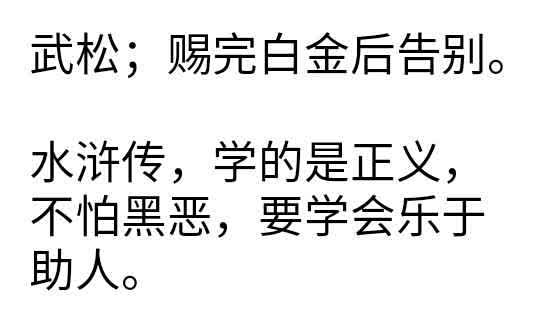 武松；赐完白金后告别。
水浒传，学的是正义，
不怕黑恶，要学会乐于
助人。